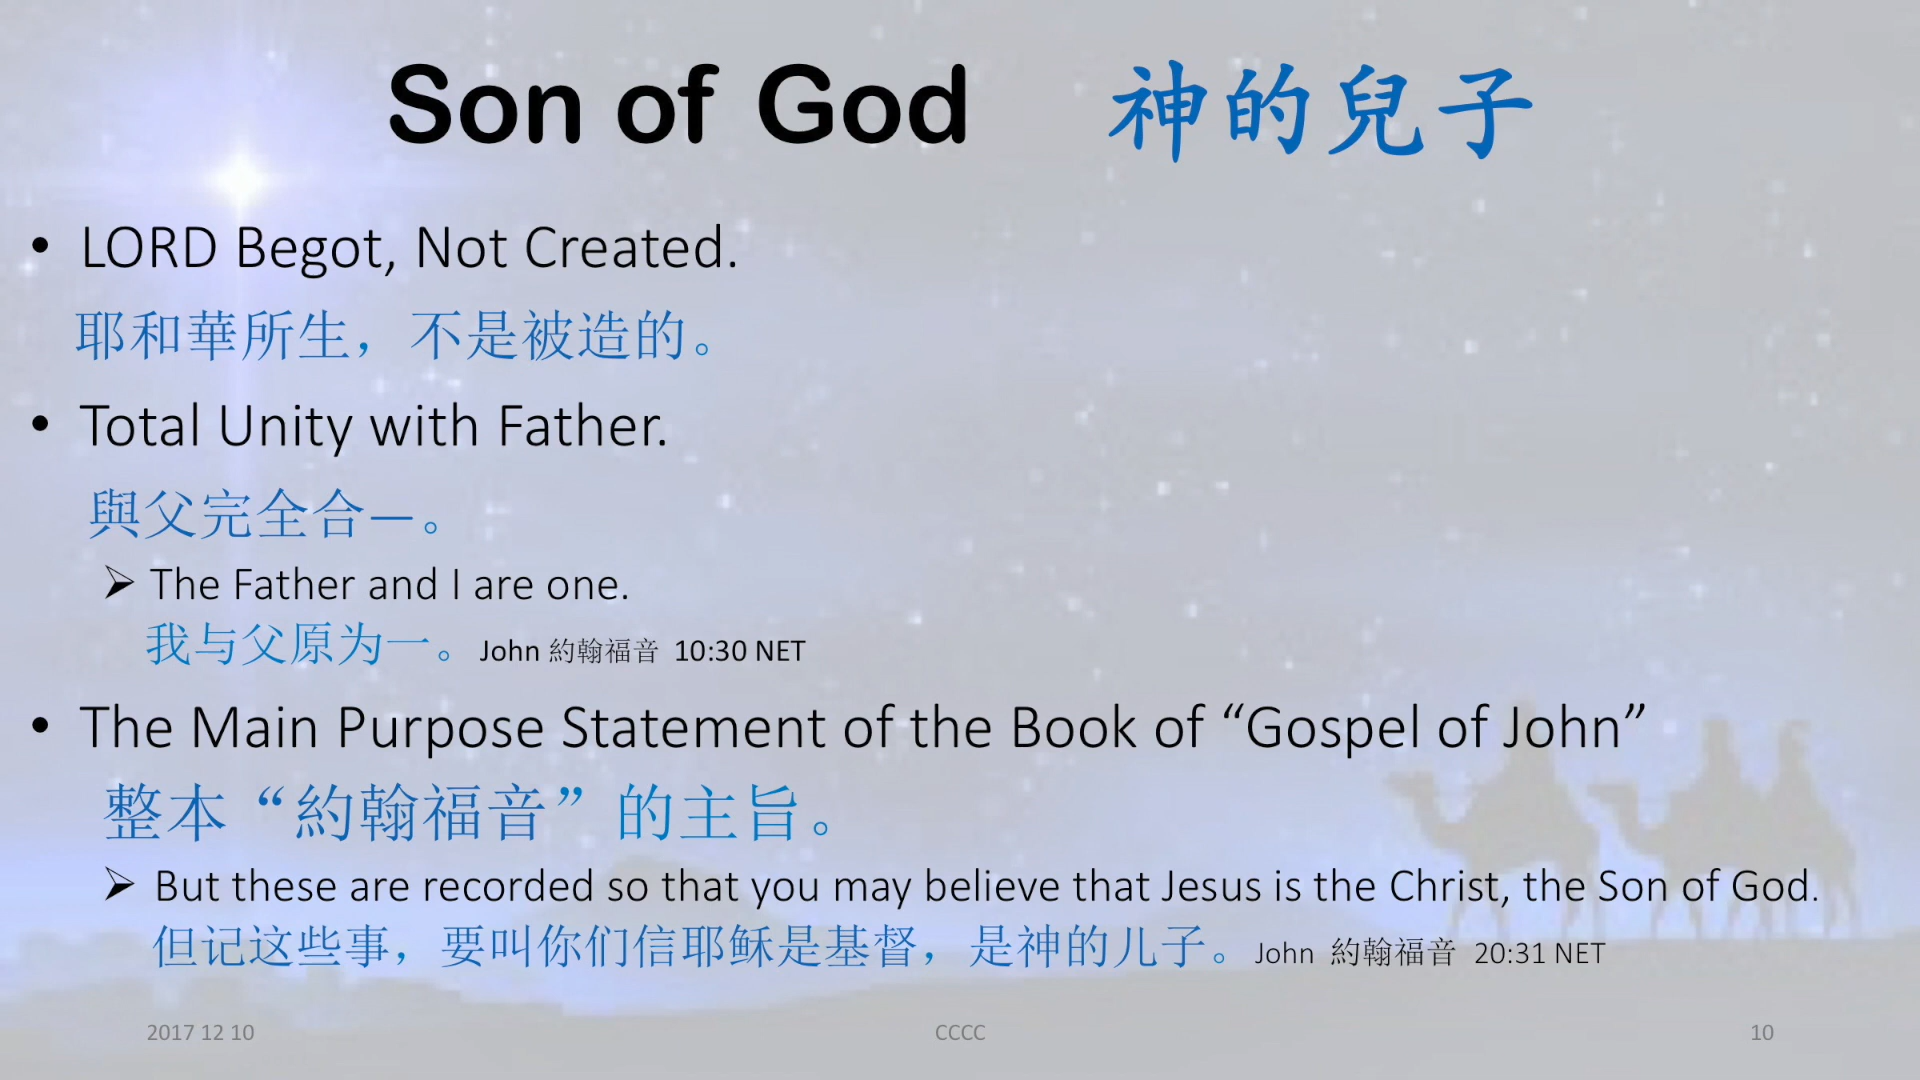 Son of God 神的兒子
• LORD Begot, Not Created.
耶和華所生，不是被造的。
• Total Unity with Father.
與父完全合一。
➢ The Father and I are one.
我与父原为一。John 約翰福音 10:30 NET
• The Main Purpose Statement of the Book of “Gospel of John”
整本“約翰福音”的主旨。
➢ But these are recorded so that you may believe that Jesus is the Christ, the Son of God.
但记这些事，要叫你们信耶稣是基督，是神的儿子。John 約翰福音 20:31 NET
2017 12 10 CCCC 10